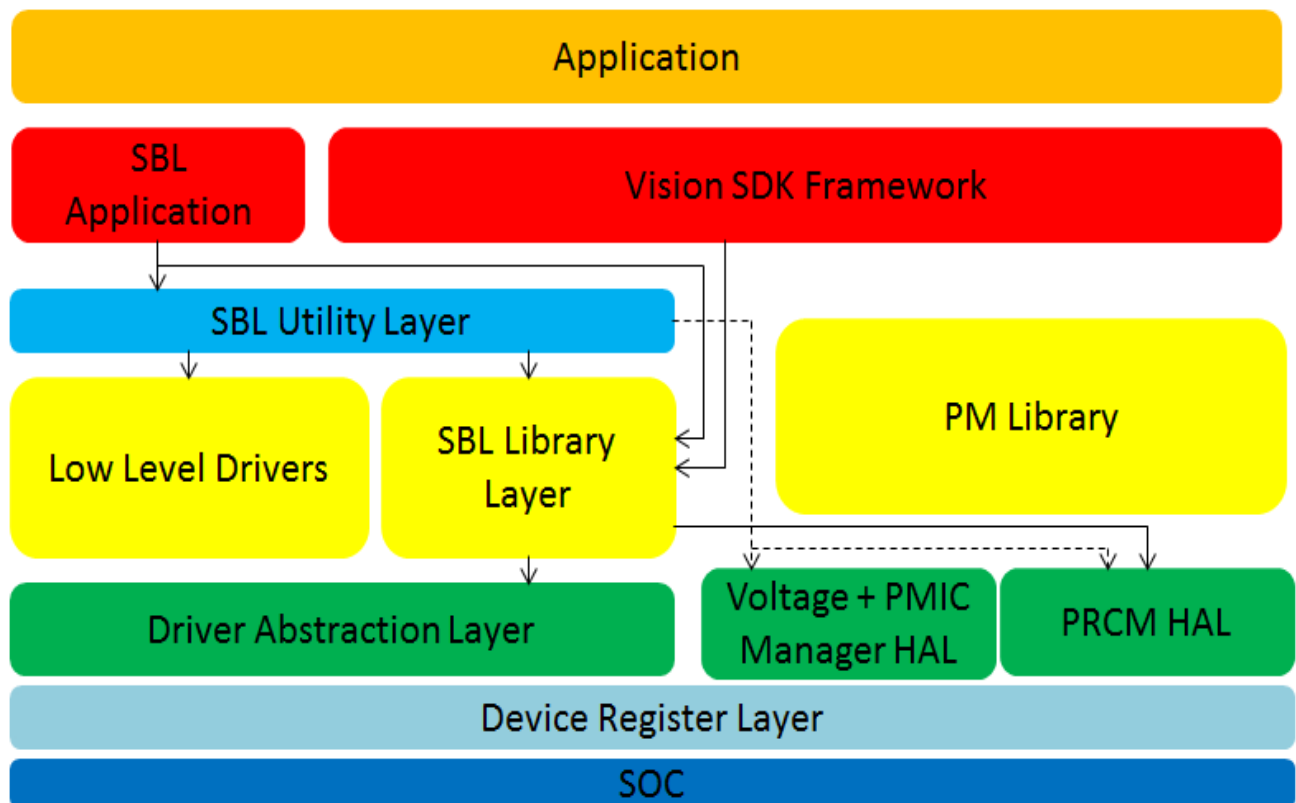 Application
SBL
Application
Vision SDK Framework
SBL Utility Layer
Low Level Drivers
SBL Library
Layer
PM Library
Driver Abstraction Layer
Voltage + PMIC
Manager HAL
PRCM HAL
Device Register Layer
SOC